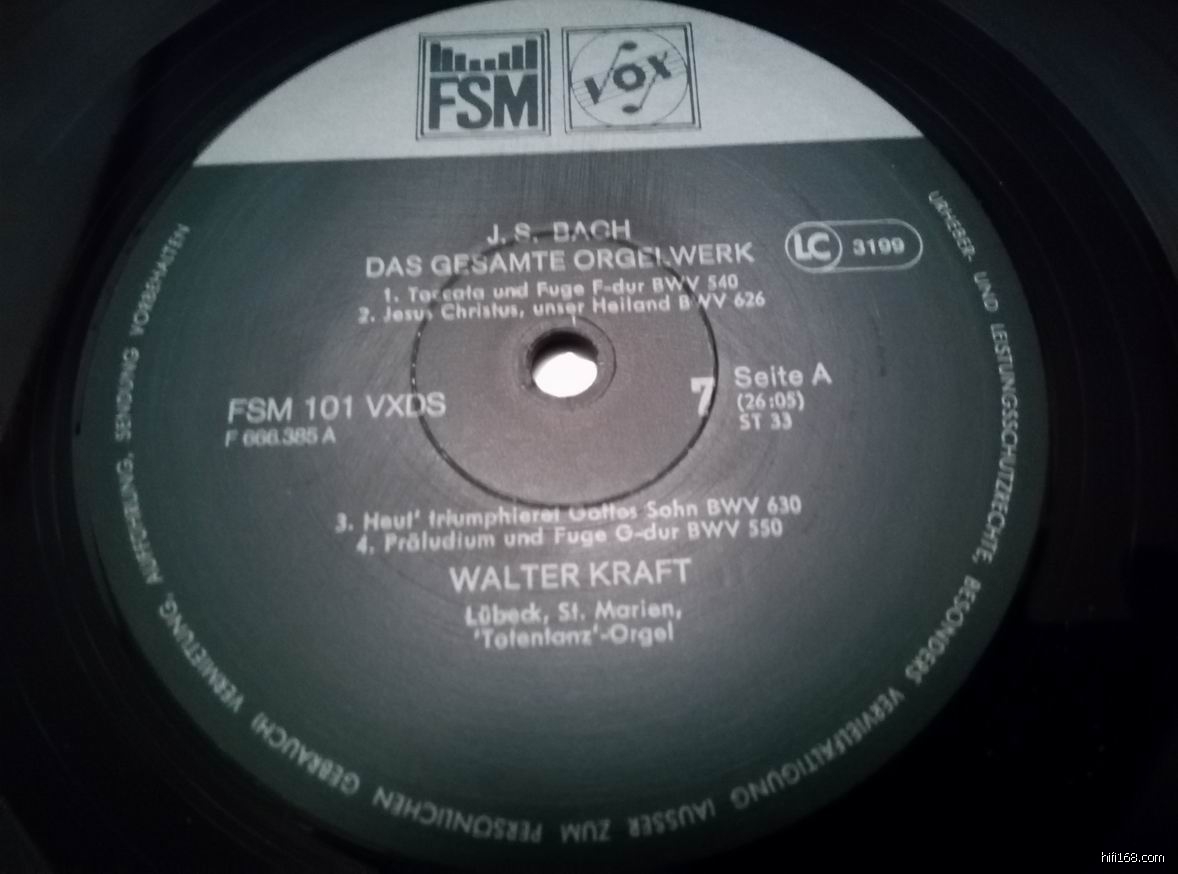 FSM
VOX
J. S. BACH
DAS GESAMTE ORGELWERK
LC 3199
1. Toccata und Fuge F-dur BWV 540
2. Jesus Christus, unser Heiland BWV 626
FSM 101 VXDS
F 666.385 A
7
Seite A
(26:05)
ST 33
3. Heut' triumphieret Gottes Sohn BWV 630
4. Präludium und Fuge G-dur BWV 550
WALTER KRAFT
Lübeck, St. Marien,
'Totentanz'-Orgel
URHEBER- UND LEISTUNGSSCHUTZRECHTE, BESONDERS VERVIELFÄLTIGUNG (AUSSER ZUM PERSÖNLICHEN GEBRAUCH) VERMIETUNG, AUFFÜHRUNG, SENDUNG VORBEHALTEN
hifi168.com